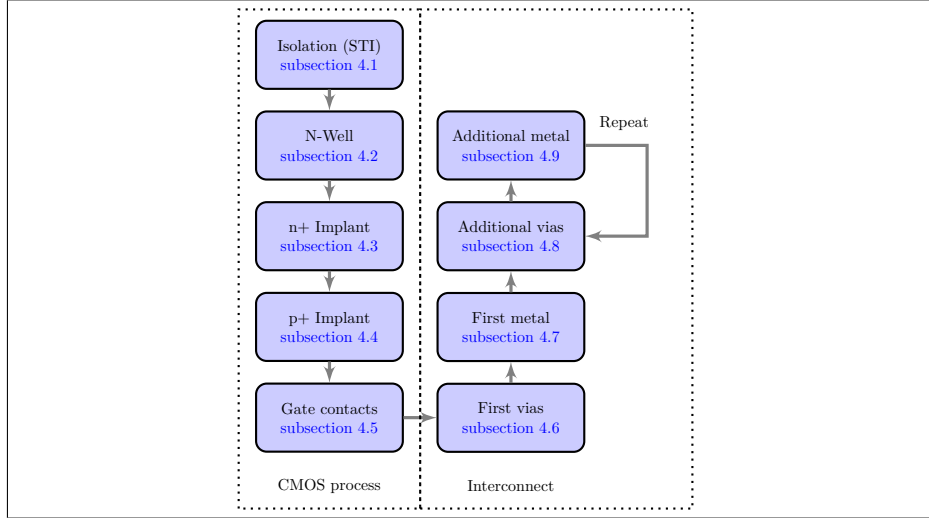 Isolation (STI)
subsection 4.1
N-Well
subsection 4.2
n+ Implant
subsection 4.3
p+ Implant
subsection 4.4
Gate contacts
subsection 4.5
CMOS process
Additional metal
subsection 4.9
Repeat
Additional vias
subsection 4.8
First metal
subsection 4.7
First vias
subsection 4.6
Interconnect